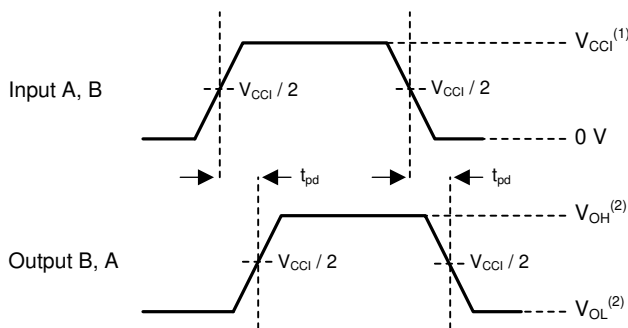 V_CCI^(1)
Input A, B
V_CCI / 2
V_CCI / 2
0 V
t_pd
t_pd
V_OH^(2)
Output B, A
V_CCI / 2
V_CCI / 2
V_OL^(2)